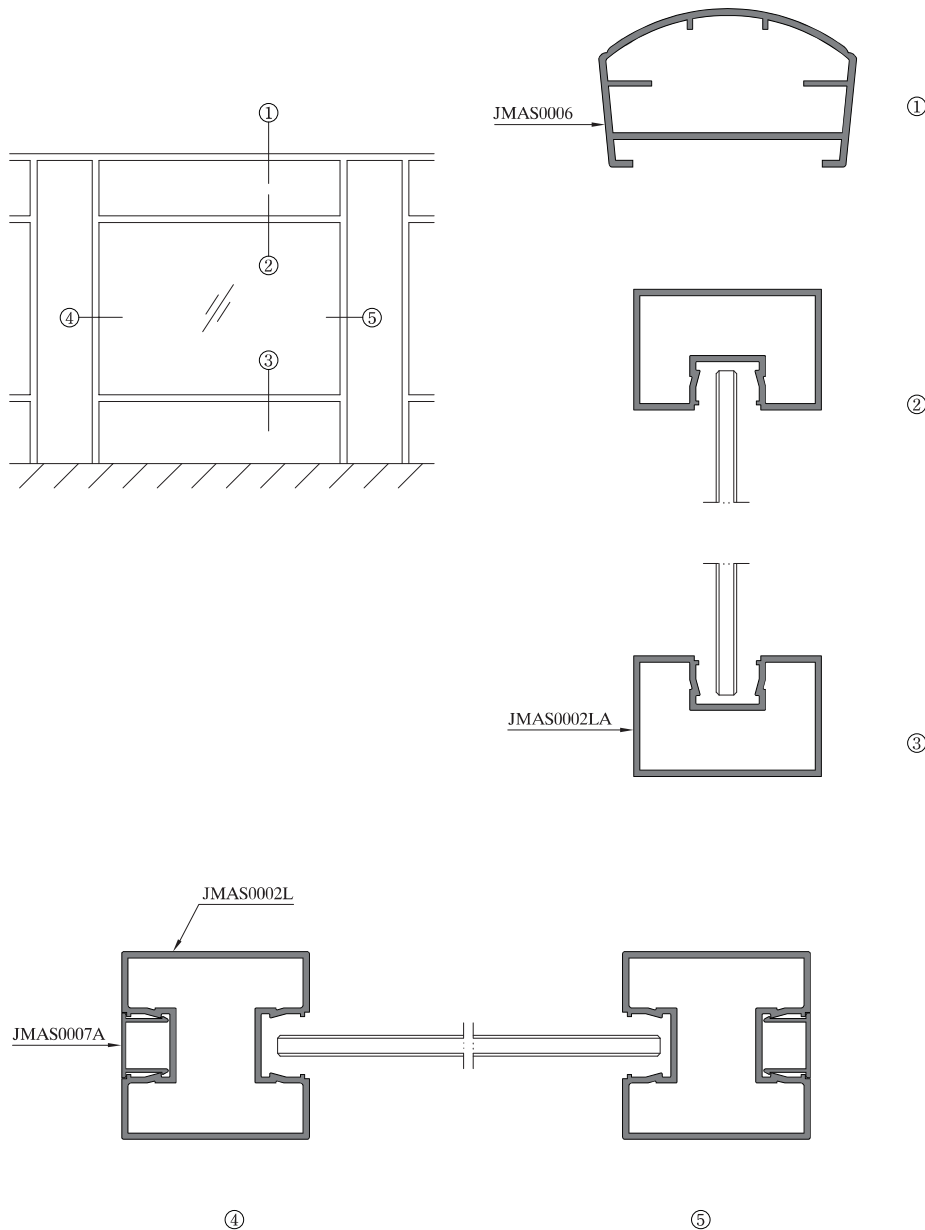 ①
JMAS0006
①
②
④
⑤
③
②
JMAS0002LA
③
JMAS0002L
JMAS0007A
④
⑤